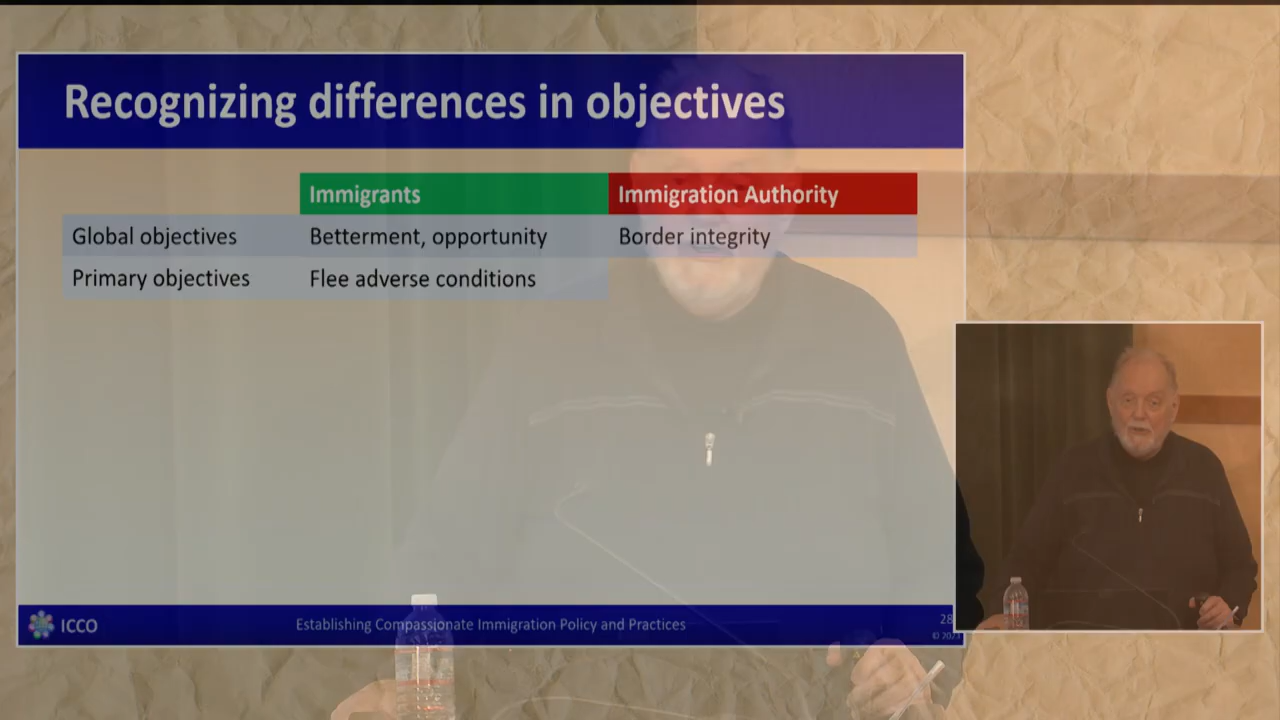 Recognizing differences in objectives
Immigrants Immigration Authority
Global objectives Betterment, opportunity Border integrity
Primary objectives Flee adverse conditions
ICCO Establishing Compassionate Immigration Policy and Practices 28